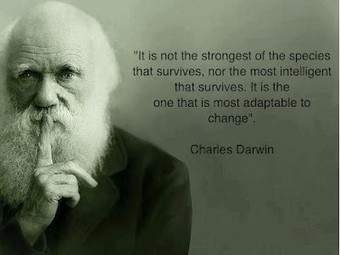 "It is not the strongest of the species
that survives, nor the most intelligent
that survives. It is the
one that is most adaptable to
change".
Charles Darwin